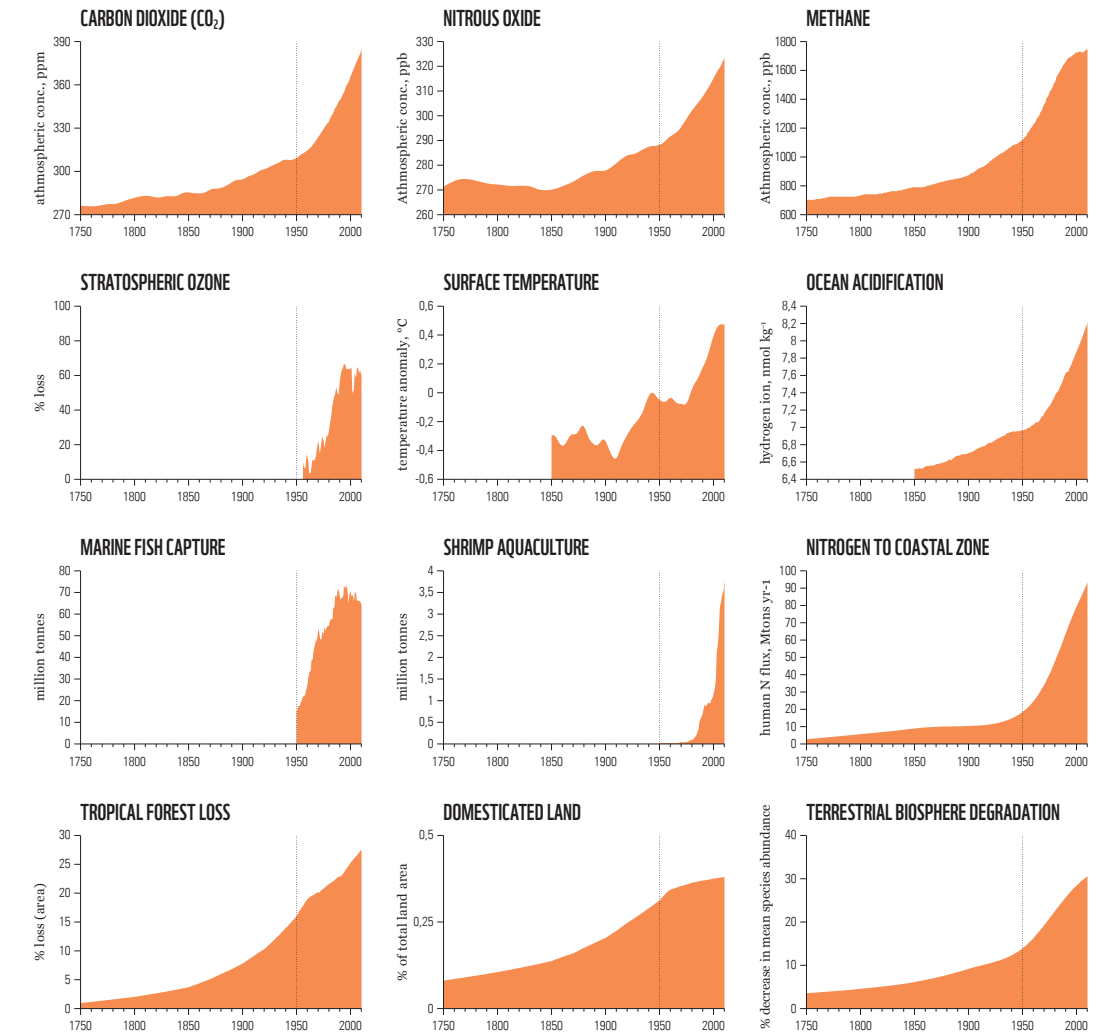 CARBON DIOXIDE (CO₂)
athmospheric conc., ppm
390
360
330
300
270
1750 1800 1850 1900 1950 2000
NITROUS OXIDE
Athmospheric conc., ppb
330
320
310
300
290
280
270
260
1750 1800 1850 1900 1950 2000
METHANE
Athmospheric conc., ppb
1800
1400
1200
1000
800
600
1750 1800 1850 1900 1950 2000
STRATOSPHERIC OZONE
% loss
100
80
60
40
20
0
1750 1800 1850 1900 1950 2000
SURFACE TEMPERATURE
temperature anomaly, °C
0,6
0,4
0,2
0
-0,2
-0,4
-0,6
1750 1800 1850 1900 1950 2000
OCEAN ACIDIFICATION
hydrogen ion, nmol kg⁻¹
8,4
8,2
8
7,8
7,6
7,4
7,2
7
6,8
6,6
6,4
1750 1800 1850 1900 1950 2000
MARINE FISH CAPTURE
million tonnes
80
70
60
50
40
30
20
10
0
1750 1800 1850 1900 1950 2000
SHRIMP AQUACULTURE
million tonnes
4
3,5
3
2,5
2
1,5
1
0,5
0
1750 1800 1850 1900 1950 2000
NITROGEN TO COASTAL ZONE
human N flux, Mtons yr-1
100
90
80
70
60
50
40
30
20
10
0
1750 1800 1850 1900 1950 2000
TROPICAL FOREST LOSS
% loss (area)
30
25
20
15
10
5
0
1750 1800 1850 1900 1950 2000
DOMESTICATED LAND
% of total land area
0,5
0,25
0
1750 1800 1850 1900 1950 2000
TERRESTRIAL BIOSPHERE DEGRADATION
% decrease in mean species abundance
40
30
20
10
0
1750 1800 1850 1900 1950 2000